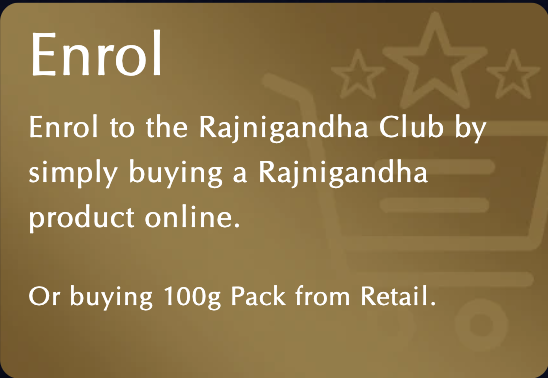 Enrol
Enrol to the Rajnigandha Club by
simply buying a Rajnigandha
product online.
Or buying 100g Pack from Retail.